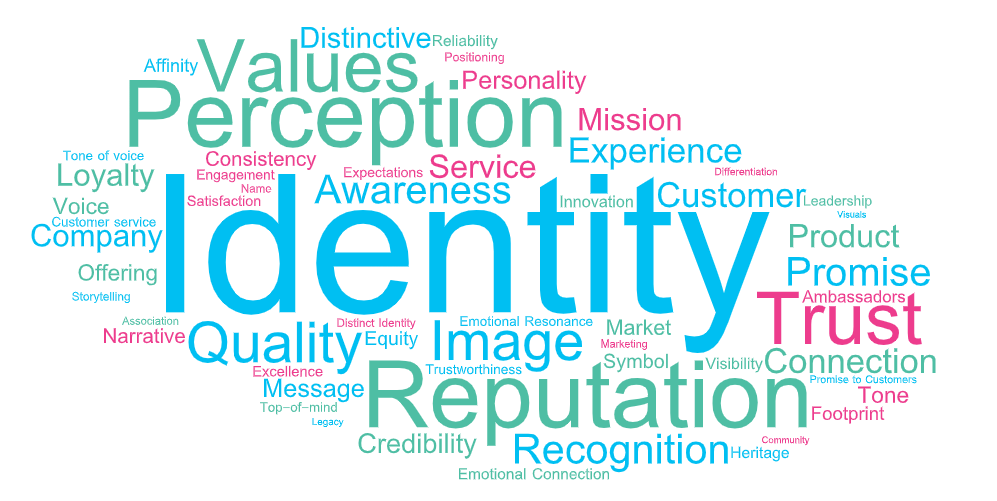 Distinctive
Reliability
Values
Positioning
Affinity
Personality
Perception
Mission
Experience
Tone of voice
Consistency
Service
Loyalty
Engagement
Expectations
Differentiation
Name
Awareness
Customer
Satisfaction
Innovation
Leadership
Voice
Visuals
Customer service
Company
Identity
Product
Offering
Promise
Storytelling
Ambassadors
Trust
Association
Distinct Identity
Emotional Resonance
Narrative
Quality
Equity
Image
Market
Marketing
Symbol
Visibility
Connection
Excellence
Trustworthiness
Promise to Customers
Message
Reputation
Tone
Top-of-mind
Footprint
Legacy
Credibility
Recognition
Community
Heritage
Emotional Connection